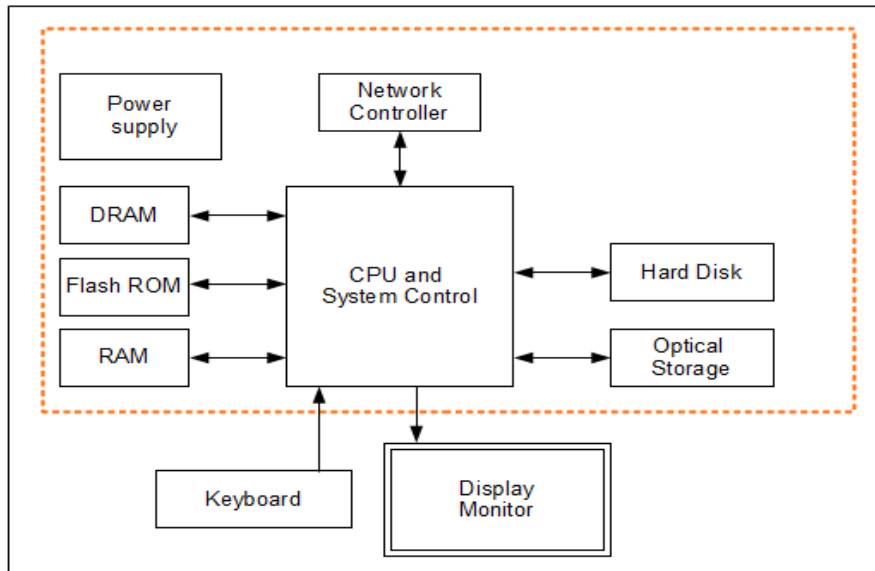 Power
supply
Network
Controller
DRAM
Flash ROM
RAM
CPU and
System Control
Hard Disk
Optical
Storage
Keyboard
Display
Monitor